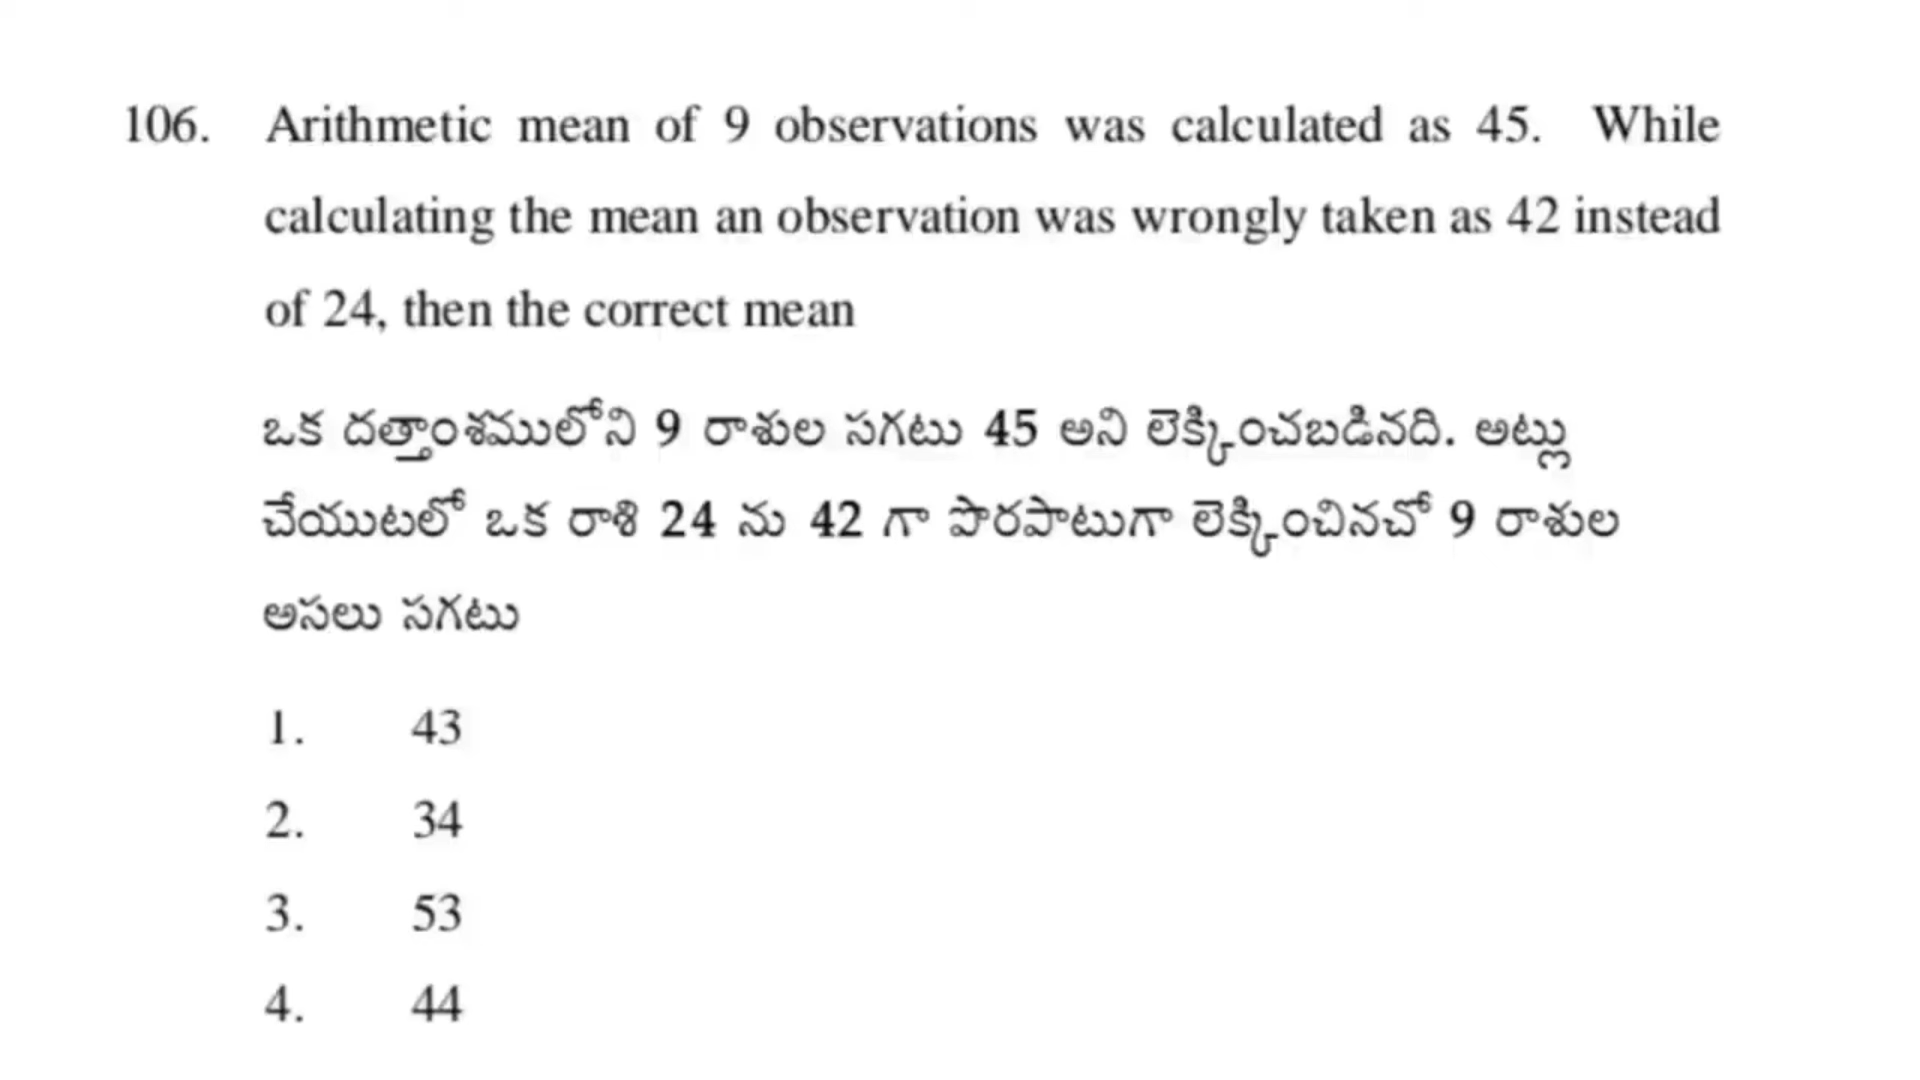 106. Arithmetic mean of 9 observations was calculated as 45. While
calculating the mean an observation was wrongly taken as 42 instead
of 24, then the correct mean
ఒక దత్తాంశములోని 9 రాశుల సగటు 45 అని లెక్కించబడినది. అట్లు
చేయుటలో ఒక రాశి 24 ను 42 గా పొరపాటుగా లెక్కించినచో 9 రాశుల
అసలు సగటు
1. 43
2. 34
3. 53
4. 44